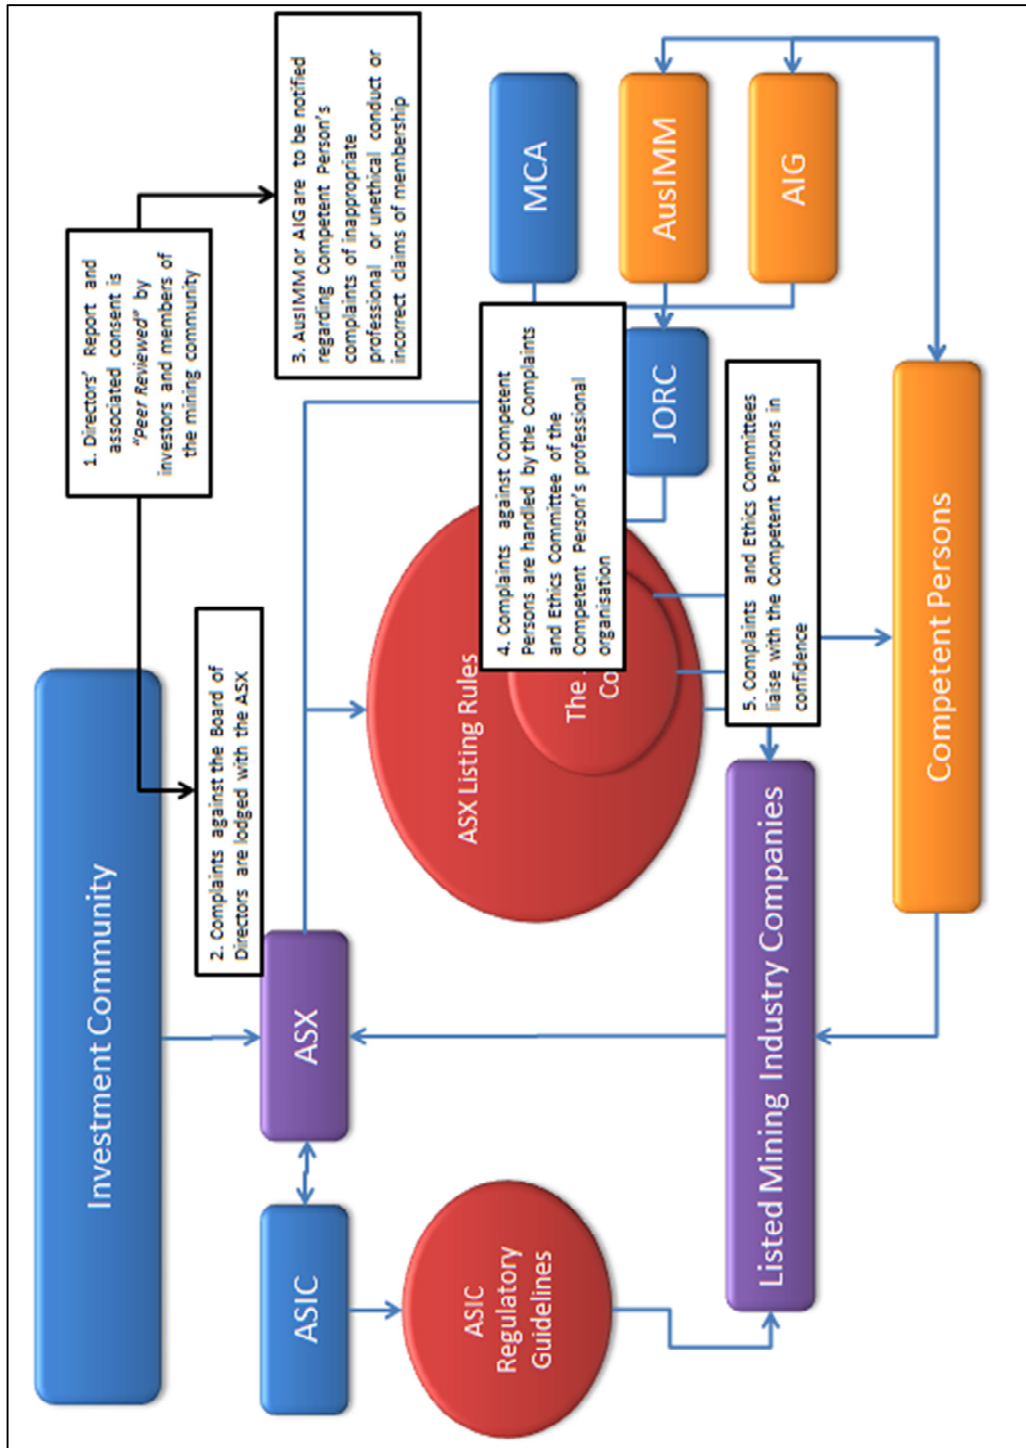 Investment Community
1. Directors' Report and
associated consent is
"Peer Reviewed" by
investors and members of
the mining community
2. Complaints against the Board of
Directors are lodged with the ASX
3. AusIMM or AIG are to be notified
regarding Competent Person's
complaints of inappropriate
professional or unethical conduct or
incorrect claims of membership
ASIC
ASX
ASIC
Regulatory
Guidelines
ASX Listing Rules
The
4. Complaints against Competent
Persons are handled by the Complaints
and Ethics Committee of the
Competent Person's professional
organisation
MCA
JORC
AusIMM
AIG
5. Complaints and Ethics Committees
liaise with the Competent Persons in
confidence
Listed Mining Industry Companies
Competent Persons